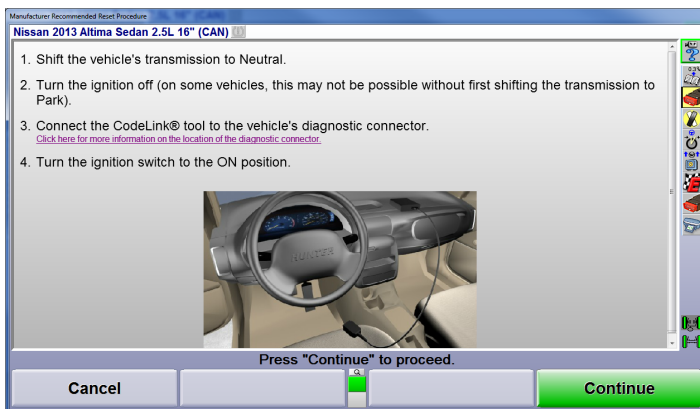 Manufacturer Recommended Reset Procedure
Nissan 2013 Altima Sedan 2.5L 16" (CAN)
1. Shift the vehicle's transmission to Neutral.
2. Turn the ignition off (on some vehicles, this may not be possible without first shifting the transmission to
Park).
3. Connect the CodeLink® tool to the vehicle's diagnostic connector.
Click here for more information on the location of the diagnostic connector.
4. Turn the ignition switch to the ON position.
HUNTER
Press "Continue" to proceed.
Cancel
Continue